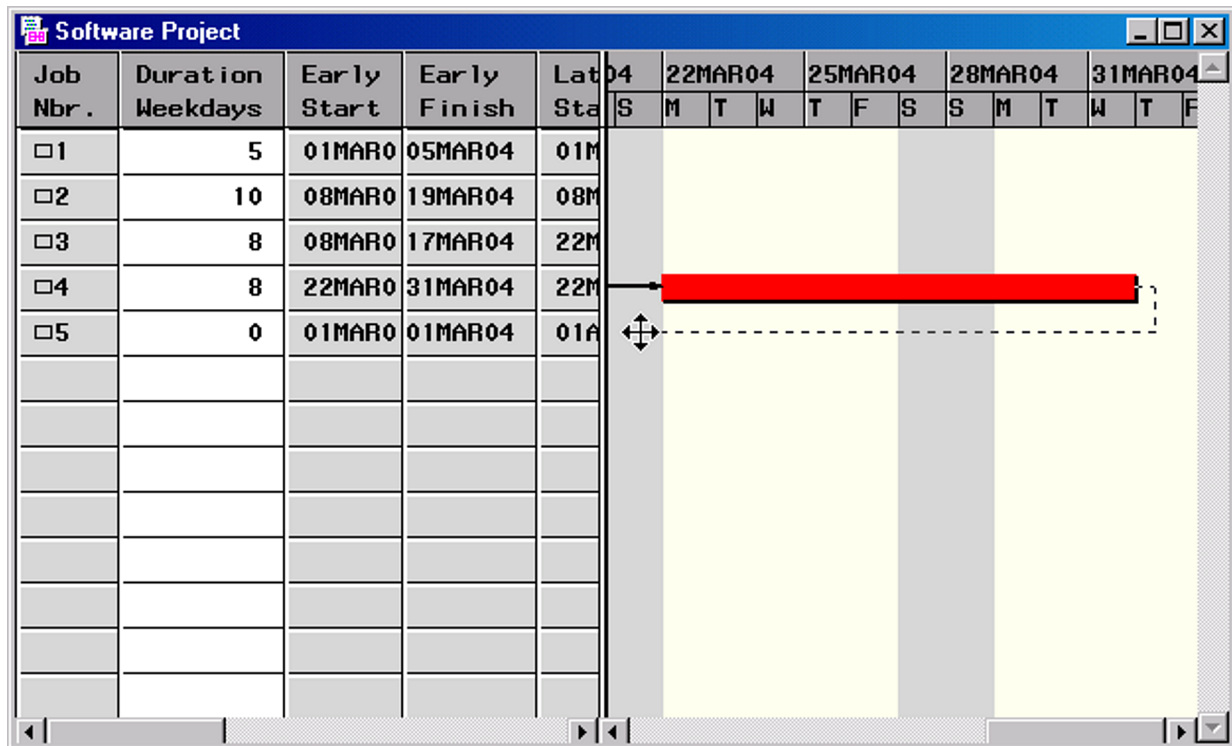 Software Project
Job Duration Early Early Lat 04 22MAR04 25MAR04 28MAR04 31MAR04
Nbr. Weekdays Start Finish Sta S M T W T F S S M T W T F
1 5 01MAR0 05MAR04 01M
2 10 08MAR0 19MAR04 08M
3 8 08MAR0 17MAR04 22M
4 8 22MAR0 31MAR04 22M
5 0 01MAR0 01MAR04 01A